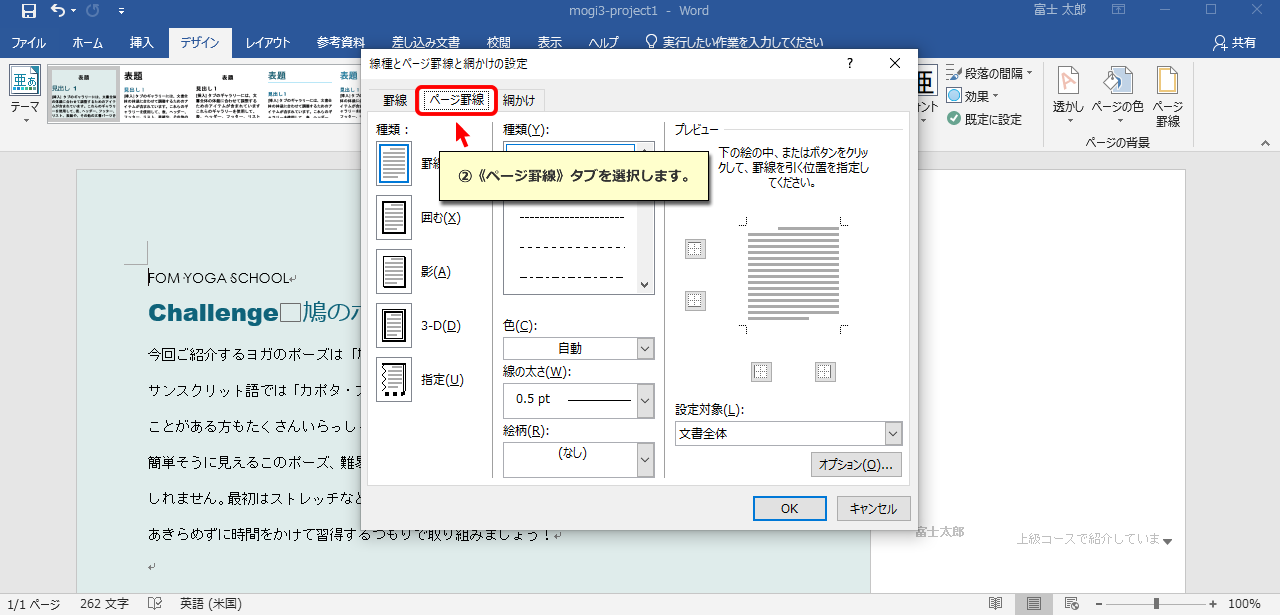 mogi3-project1 - Word
富士 太郎
ファイル ホーム 挿入 デザイン レイアウト 参考資料 差し込み文書 校閲 表示 ヘルプ 実行したい作業を入力してください 共有
テーマ
表題
見出し 1
表題
表題
表題
表題
段落の間隔
効果
既定に設定
透かし
ページの色
ページ
罫線
ページの背景
線種とページ罫線と網かけの設定
? ×
罫線 ページ罫線 網かけ
種類:
囲む(X)
影(A)
3-D(D)
指定(U)
種類(Y):
②《ページ罫線》タブを選択します。
色(C):
自動
線の太さ(W):
0.5 pt
絵柄(R):
(なし)
プレビュー
下の絵の中、またはボタンをクリッ
クして、罫線を引く位置を指定し
てください。
設定対象(L):
文書全体
オプション(O)...
OK キャンセル
FOM·YOGA·SCHOOL↵
Challenge□鳩のポ
今回ご紹介するヨガのポーズは「
サンスクリット語では「カポタ・
ことがある方もたくさんいらっし
簡単そうに見えるこのポーズ、難
しれません。最初はストレッチなど
あきらめずに時間をかけて習得するつもりで取り組みましょう!↵
↵
富士太郎
上級コースで紹介していま
1/1 ページ 262 文字 英語 (米国)
100%